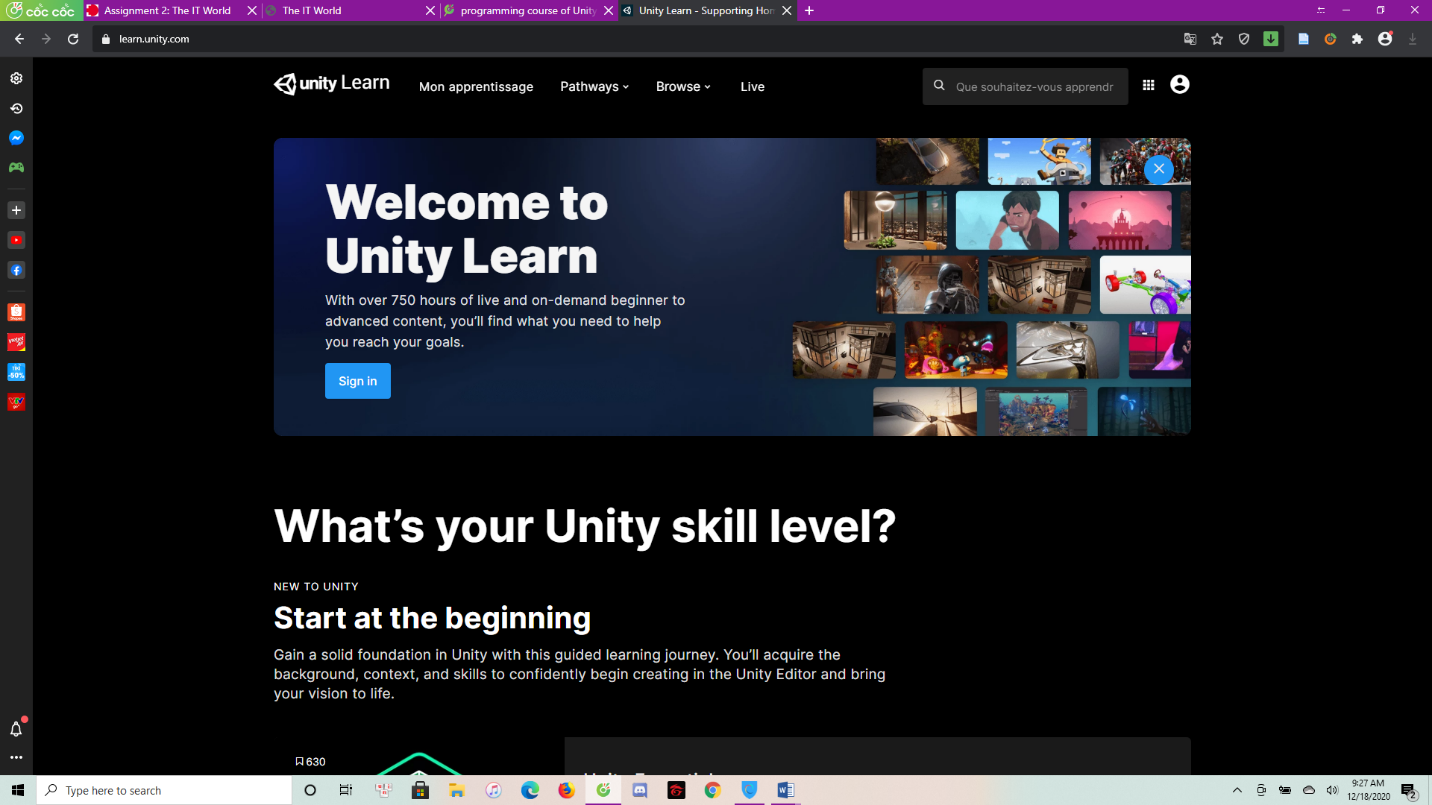 cốc cốc
Assignment 2: The IT World
The IT World
programming course of Unity
Unity Learn - Supporting Hom
learn.unity.com
unity Learn
Mon apprentissage
Pathways
Browse
Live
Que souhaitez-vous apprendr
Welcome to
Unity Learn
With over 750 hours of live and on-demand beginner to
advanced content, you'll find what you need to help
you reach your goals.
Sign in
What's your Unity skill level?
NEW TO UNITY
Start at the beginning
Gain a solid foundation in Unity with this guided learning journey. You'll acquire the
background, context, and skills to confidently begin creating in the Unity Editor and bring
your vision to life.
630
Type here to search
9:27 AM
12/18/2020
2